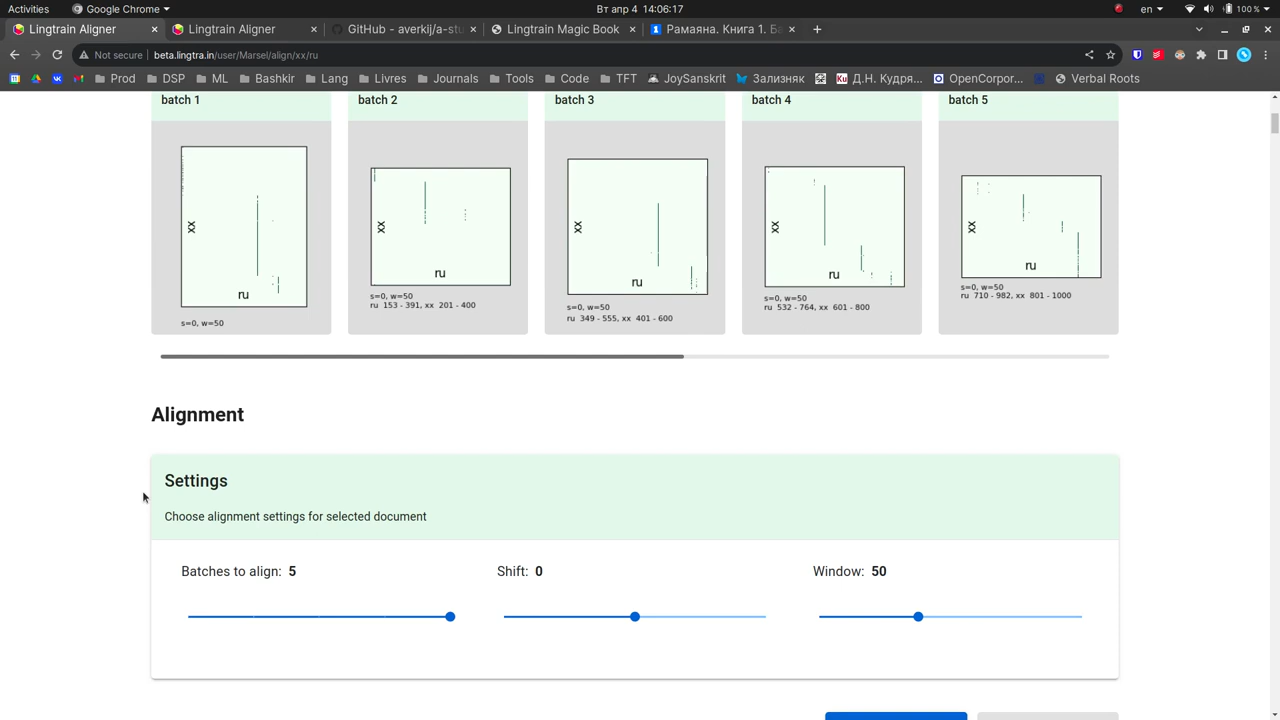 Activities Google Chrome Вт апр 4 14:06:17 en 100 %
Lingtrain Aligner Lingtrain Aligner GitHub - averkij/a-stu Lingtrain Magic Book Рамаяна. Книга 1. Ба
Not secure beta.lingtra.in/user/Marsel/align/xx/ru
Prod DSP ML Bashkir Lang Livres Journals Tools Code TFT JoySanskrit Зализняк Ku Д.Н. Кудря... OpenCorpor... Verbal Roots
batch 1 batch 2 batch 3 batch 4 batch 5
xx xx xx xx xx
ru ru ru ru ru
s=0, w=50 s=0, w=50 s=0, w=50 s=0, w=50 s=0, w=50
ru 153 - 391, xx 201 - 400 ru 349 - 555, xx 401 - 600 ru 532 - 764, xx 601 - 800 ru 710 - 982, xx 801 - 1000
Alignment
Settings
Choose alignment settings for selected document
Batches to align: 5 Shift: 0 Window: 50